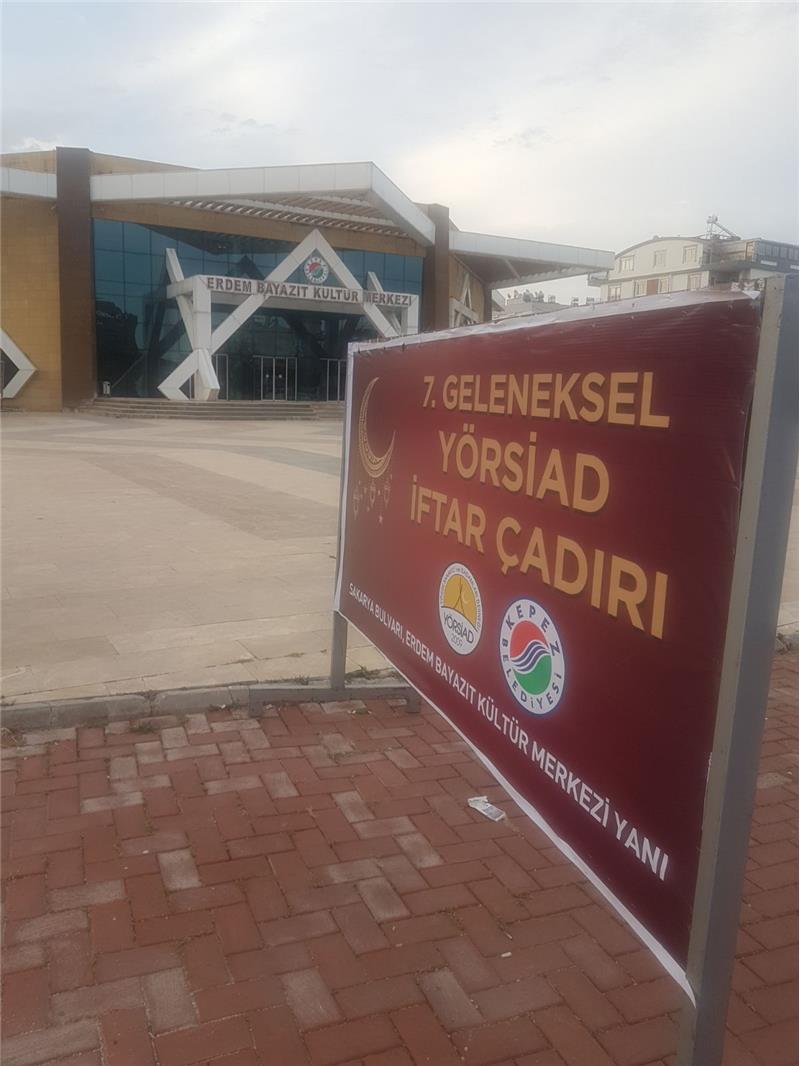 ERDEM BAYAZIT KÜLTÜR MERKEZİ
7. GELENEKSEL
YÖRSİAD
İFTAR ÇADIRI
YÖRSİAD
2009
KEPEZ
BELEDİYESİ
SAKARYA BULVARI, ERDEM BAYAZIT KÜLTÜR MERKEZİ YANI